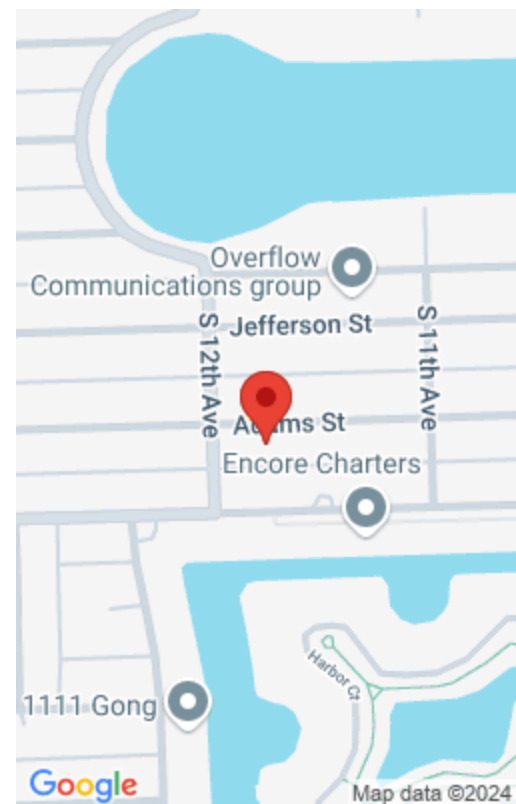 Overflow
Communications group
Jefferson St
S 12th Ave
S 11th Ave
Adams St
Encore Charters
Harbor Ct
1111 Gong
Google
Map data ©2024